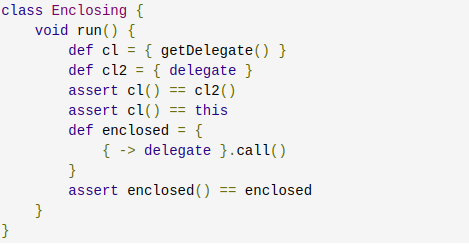 class Enclosing {
    void run() {
        def cl = { getDelegate() }
        def cl2 = { delegate }
        assert cl() == cl2()
        assert cl() == this
        def enclosed = {
            { -> delegate }.call()
        }
        assert enclosed() == enclosed
    }
}